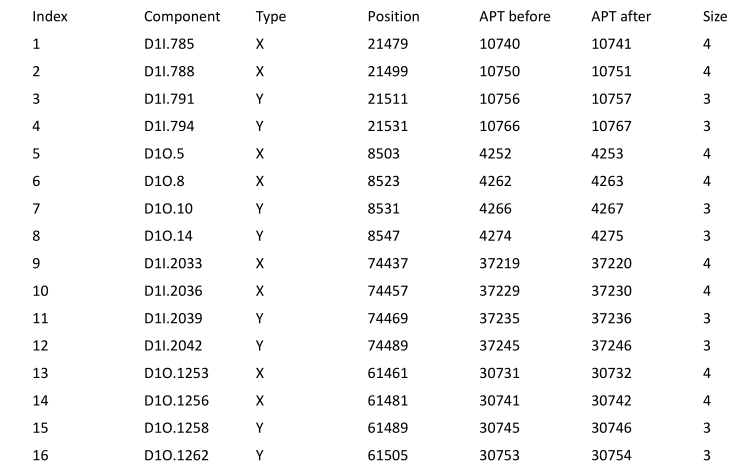 Index Component Type Position APT before APT after Size
1 D1I.785 X 21479 10740 10741 4
2 D1I.788 X 21499 10750 10751 4
3 D1I.791 Y 21511 10756 10757 3
4 D1I.794 Y 21531 10766 10767 3
5 D1O.5 X 8503 4252 4253 4
6 D1O.8 X 8523 4262 4263 4
7 D1O.10 Y 8531 4266 4267 3
8 D1O.14 Y 8547 4274 4275 3
9 D1I.2033 X 74437 37219 37220 4
10 D1I.2036 X 74457 37229 37230 4
11 D1I.2039 Y 74469 37235 37236 3
12 D1I.2042 Y 74489 37245 37246 3
13 D1O.1253 X 61461 30731 30732 4
14 D1O.1256 X 61481 30741 30742 4
15 D1O.1258 Y 61489 30745 30746 3
16 D1O.1262 Y 61505 30753 30754 3